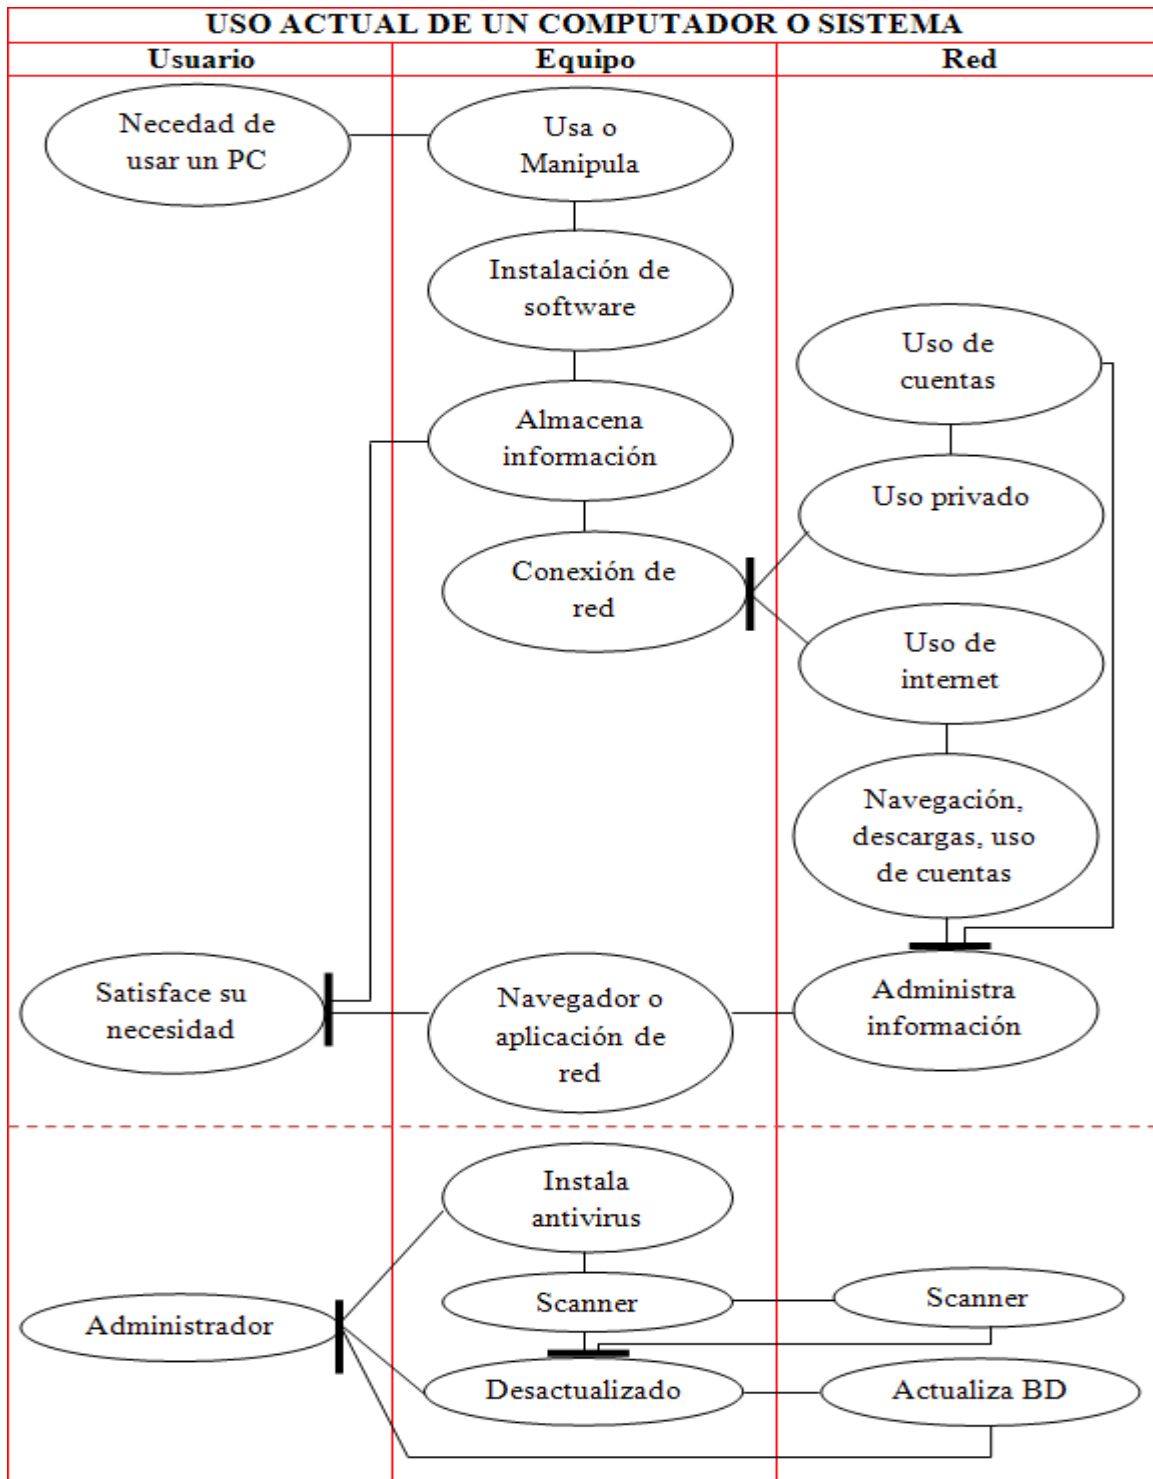 USO ACTUAL DE UN COMPUTADOR O SISTEMA
Usuario
Equipo
Red
Necedad de
usar un PC
Usa o
Manipula
Instalación de
software
Uso de
cuentas
Almacena
información
Uso privado
Conexión de
red
Uso de
internet
Navegación,
descargas, uso
de cuentas
Satisface su
necesidad
Navegador o
aplicación de
red
Administra
información
Instala
antivirus
Administrador
Scanner
Scanner
Desactualizado
Actualiza BD